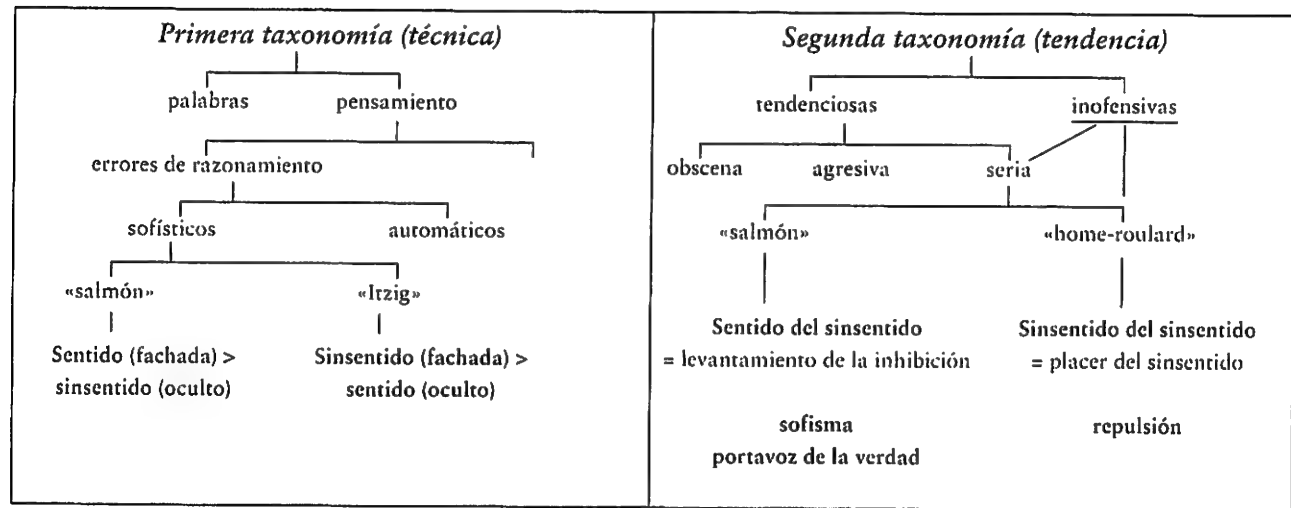 Primera taxonomía (técnica)
palabras pensamiento
errores de razonamiento
sofísticos automáticos
«salmón» «Itzig»
Sentido (fachada) > Sinsentido (fachada) >
sinsentido (oculto) sentido (oculto)
Segunda taxonomía (tendencia)
tendenciosas inofensivas
obscena agresiva seria
«salmón» «home-roulard»
Sentido del sinsentido Sinsentido del sinsentido
= levantamiento de la inhibición = placer del sinsentido
sofisma repulsión
portavoz de la verdad